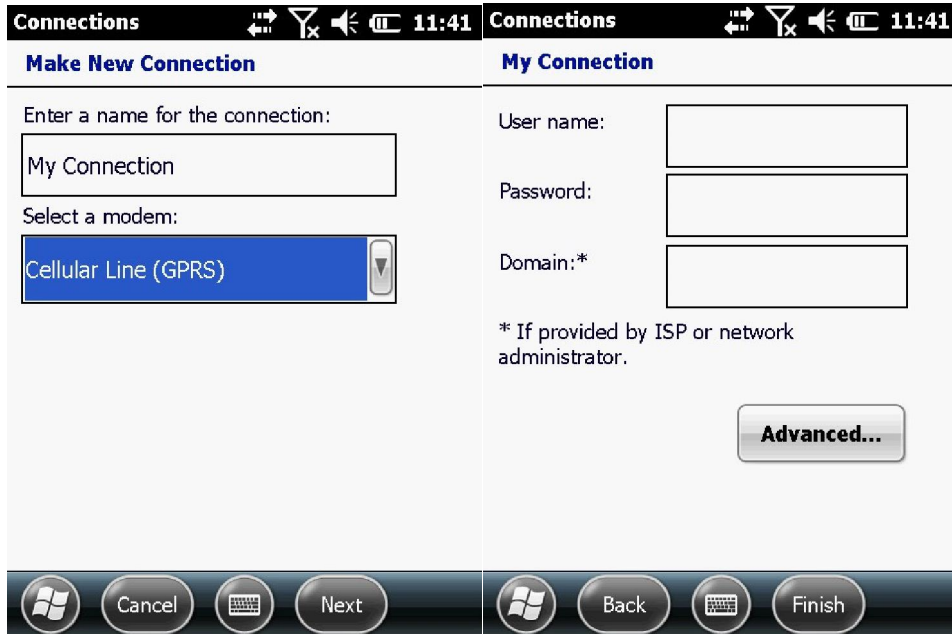 Connections 11:41
Make New Connection
Enter a name for the connection:
My Connection
Select a modem:
Cellular Line (GPRS)
Cancel Next
Connections 11:41
My Connection
User name:
Password:
Domain:*
* If provided by ISP or network
administrator.
Advanced...
Back Finish